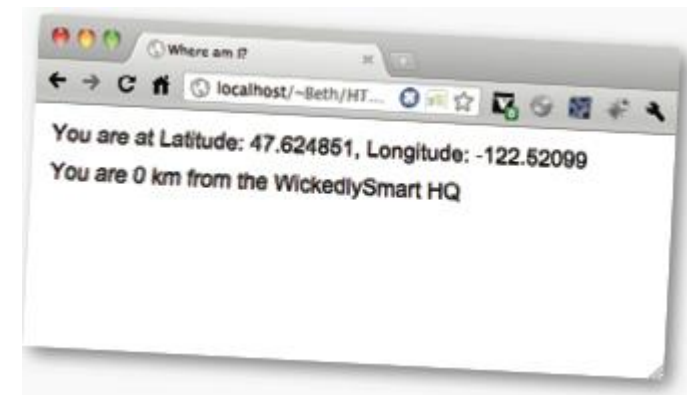 Where am I?
localhost/~Beth/HT...
You are at Latitude: 47.624851, Longitude: -122.52099
You are 0 km from the WickedlySmart HQ